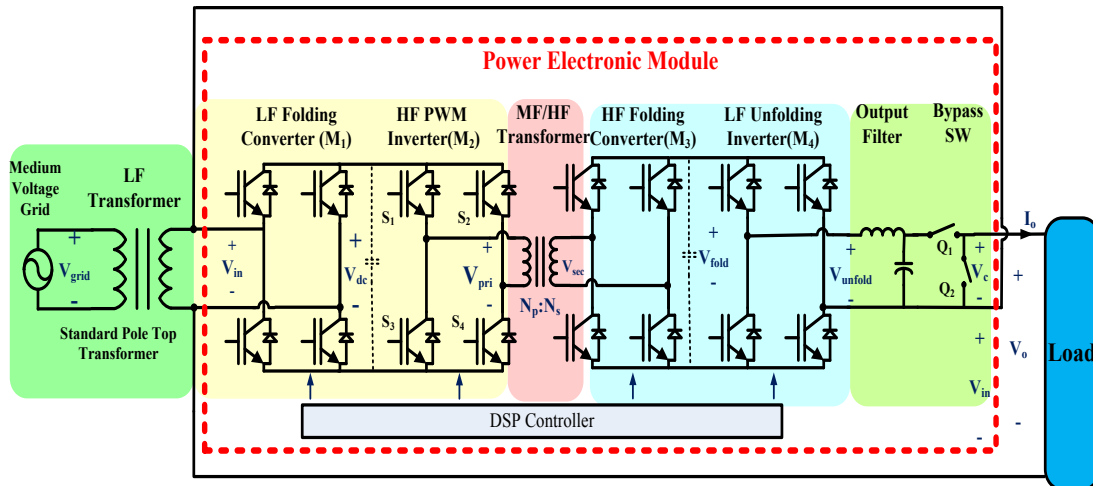 Power Electronic Module
LF Folding
Converter (M1)
HF PWM
Inverter(M2)
MF/HF
Transformer
HF Folding
Converter(M3)
LF Unfolding
Inverter(M4)
Output
Filter
Bypass
SW
Medium
Voltage
Grid
LF
Transformer
+
Vgrid
-
+
Vin
-
+
Vdc
-
S1
S2
S3
S4
+
Vpri
-
Vsec
Np:Ns
+
Vfold
-
+
Vunfold
-
Q1
Q2
+
Vc
-
Io
+
Vo
-
+
Vin
-
Load
Standard Pole Top
Transformer
DSP Controller